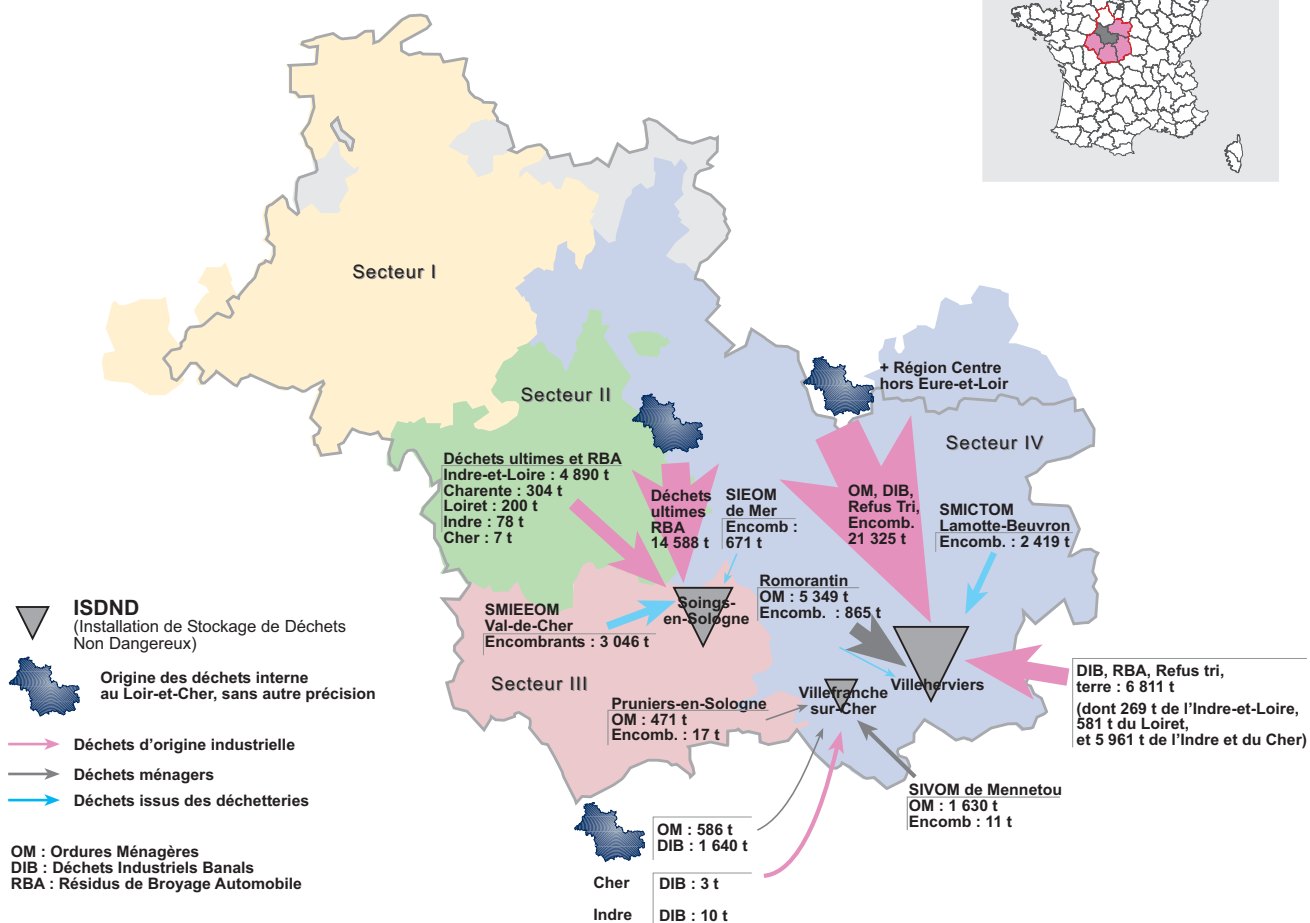 Secteur I
+ Région Centre
hors Eure-et-Loir
Secteur II
Secteur IV
Déchets ultimes et RBA
Indre-et-Loire : 4 890 t
Charente : 304 t
Loiret : 200 t
Indre : 78 t
Cher : 7 t
Déchets
ultimes
RBA
14 588 t
SIEOM
de Mer
Encomb :
671 t
OM, DIB,
Refus Tri,
Encomb.
21 325 t
SMICTOM
Lamotte-Beuvron
Encomb. : 2 419 t
Romorantin
OM : 5 349 t
Encomb. : 865 t
Soings-
en-Sologne
SMIEEOM
Val-de-Cher
Encombrants : 3 046 t
ISDND
(Installation de Stockage de Déchets
Non Dangereux)
Origine des déchets interne
au Loir-et-Cher, sans autre précision
Secteur III
Villeherviers
Villefranche
sur-Cher
Pruniers-en-Sologne
OM : 471 t
Encomb. : 17 t
DIB, RBA, Refus tri,
terre : 6 811 t
(dont 269 t de l'Indre-et-Loire,
581 t du Loiret,
et 5 961 t de l'Indre et du Cher)
Déchets d'origine industrielle
Déchets ménagers
Déchets issus des déchetteries
SIVOM de Mennetou
OM : 1 630 t
Encomb : 11 t
OM : 586 t
DIB : 1 640 t
Cher DIB : 3 t
Indre DIB : 10 t
OM : Ordures Ménagères
DIB : Déchets Industriels Banals
RBA : Résidus de Broyage Automobile